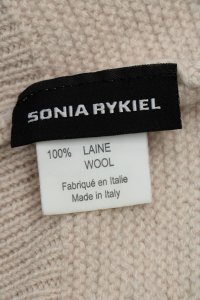 SONIA RYKIEL
100% LAINE
WOOL
Fabriqué en Italie
Made in Italy